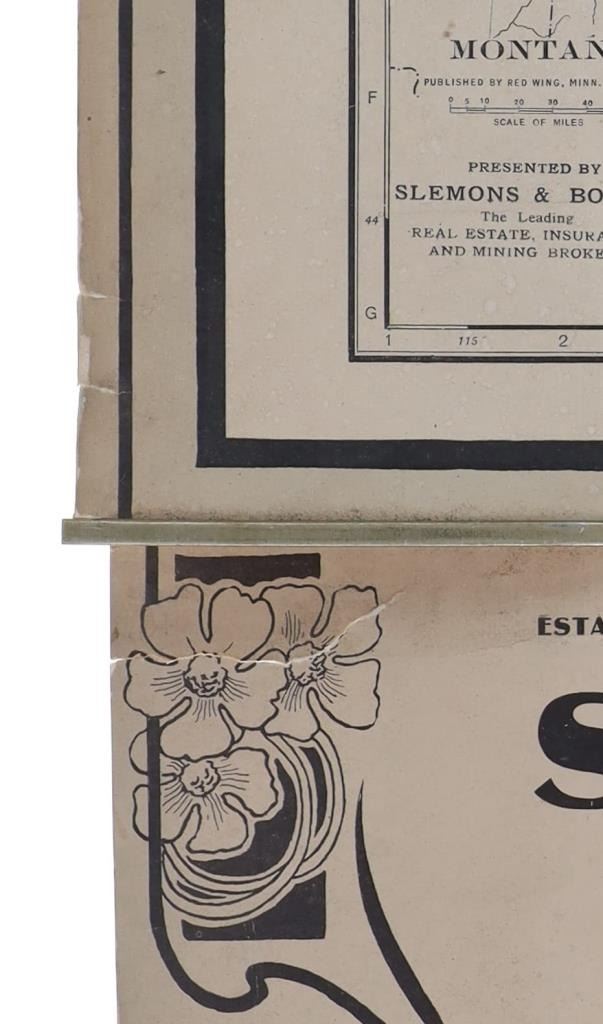 MONTAN
F
PUBLISHED BY RED WING, MINN.
0 5 10 20 30 40
SCALE OF MILES
PRESENTED BY
SLEMONS & BO
44
The Leading
REAL ESTATE, INSURA
AND MINING BROKE
G
1 115 2
ESTA
S